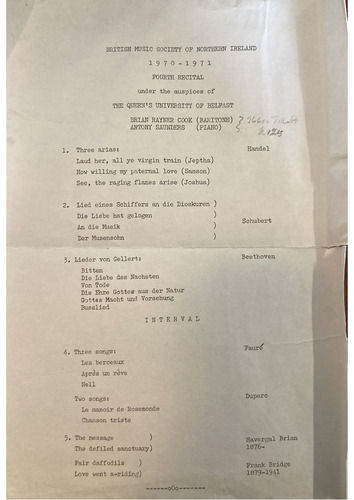 BRITISH MUSIC SOCIETY OF NORTHERN IRELAND
1970-1971
FOURTH RECITAL
under the auspices of
THE QUEEN'S UNIVERSITY OF BELFAST
BRIAN RAYNER COOK (BARITONE)
ANTONY SAUNDERS (PIANO)
1. Three arias: Handel
Laud her, all ye virgin train (Jeptha)
How willing my paternal love (Samson)
See, the raging flames arise (Joshua)
2. Lied eines Schiffers an die Dioskuren )
Die Liebe hat gelogen )
An die Musik ) Schubert
Der Musensohn )
3. Lieder von Gellert: Beethoven
Bitten
Die Liebe des Nachsten
Von Tode
Die Ehre Gottes aus der Natur
Gottes Macht und Vorsehung
Busslied
INTERVAL
4. Three songs: Fauré
Les berceaux
Après un rêve
Nell
Two songs: Duparc
Le manoir de Rosemonde
Chanson triste
5. The message ) Havergal Brian
The defiled sanctuary) 1876-
Fair daffodils ) Frank Bridge
Love went a-riding) 1879-1941
-----oOo-----